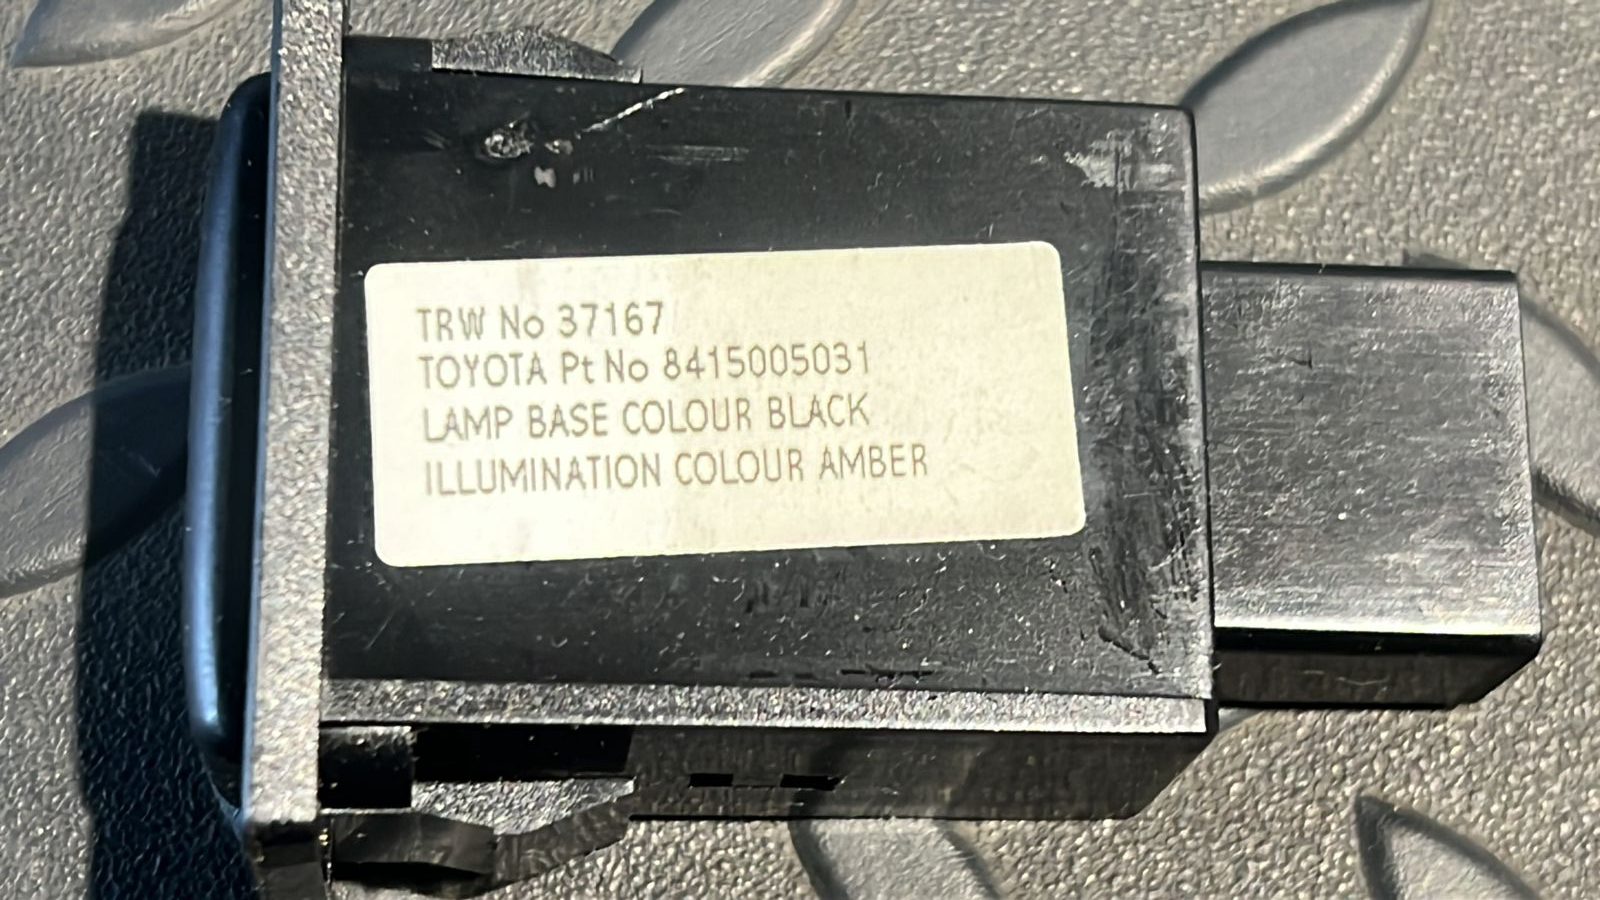 TRW No 37167
TOYOTA Pt No 8415005031
LAMP BASE COLOUR BLACK
ILLUMINATION COLOUR AMBER